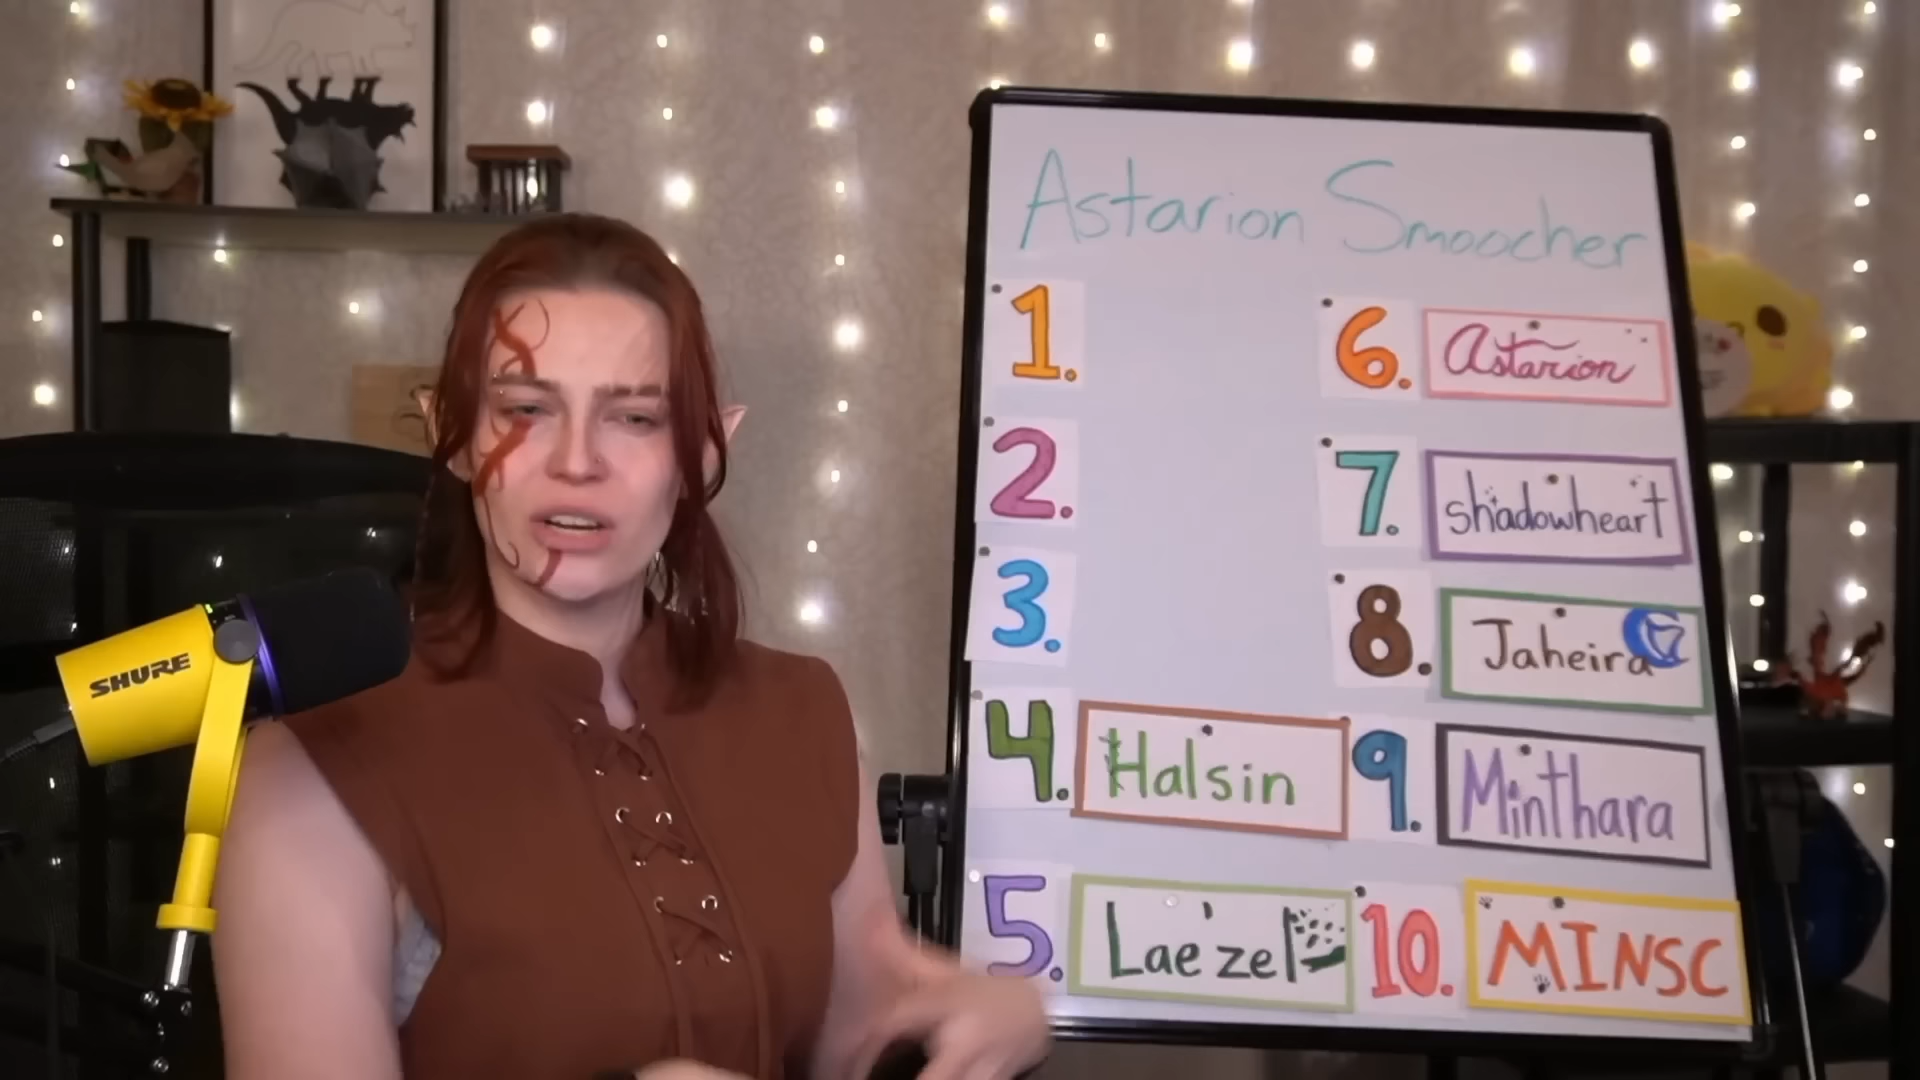 Astarion Smoocher
1.
2.
3.
4. Halsin
5. Lae'zel
6. Astarion
7. shadowheart
8. Jaheira
9. Minthara
10. MINSC
SHURE